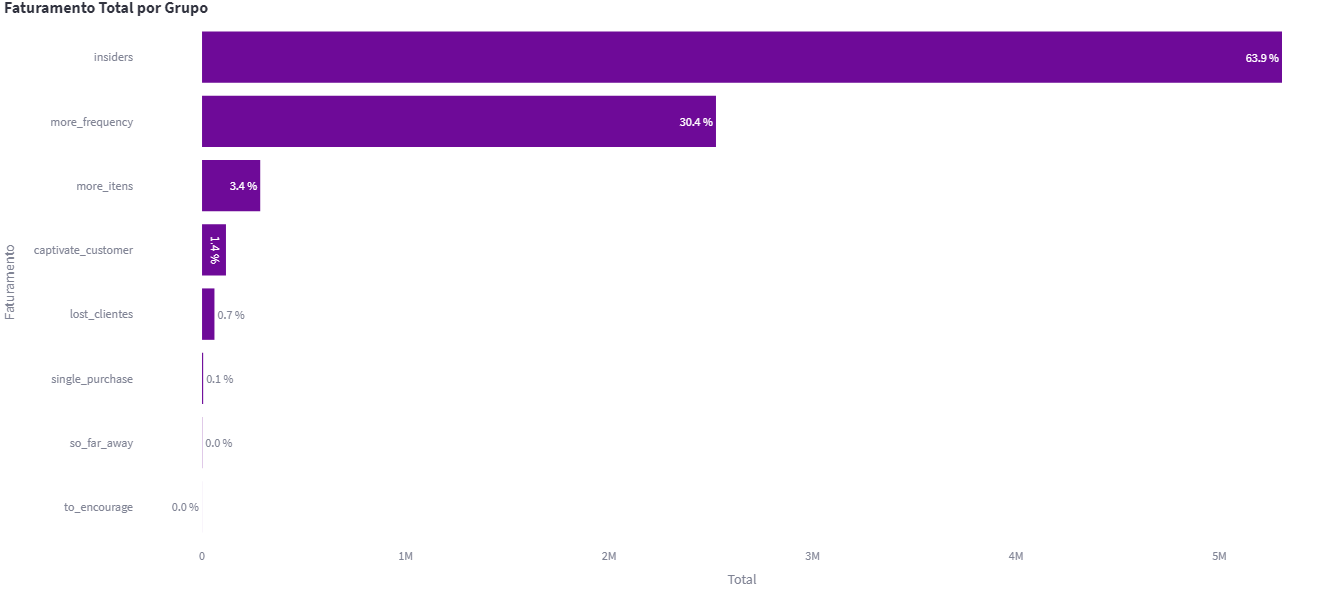 Faturamento Total por Grupo
insiders
63.9 %
more_frequency
30.4 %
more_itens
3.4 %
captivate_customer
1.4 %
lost_clientes
0.7 %
single_purchase
0.1 %
so_far_away
0.0 %
to_encourage
0.0 %
Faturamento
0
1M
2M
3M
4M
5M
Total